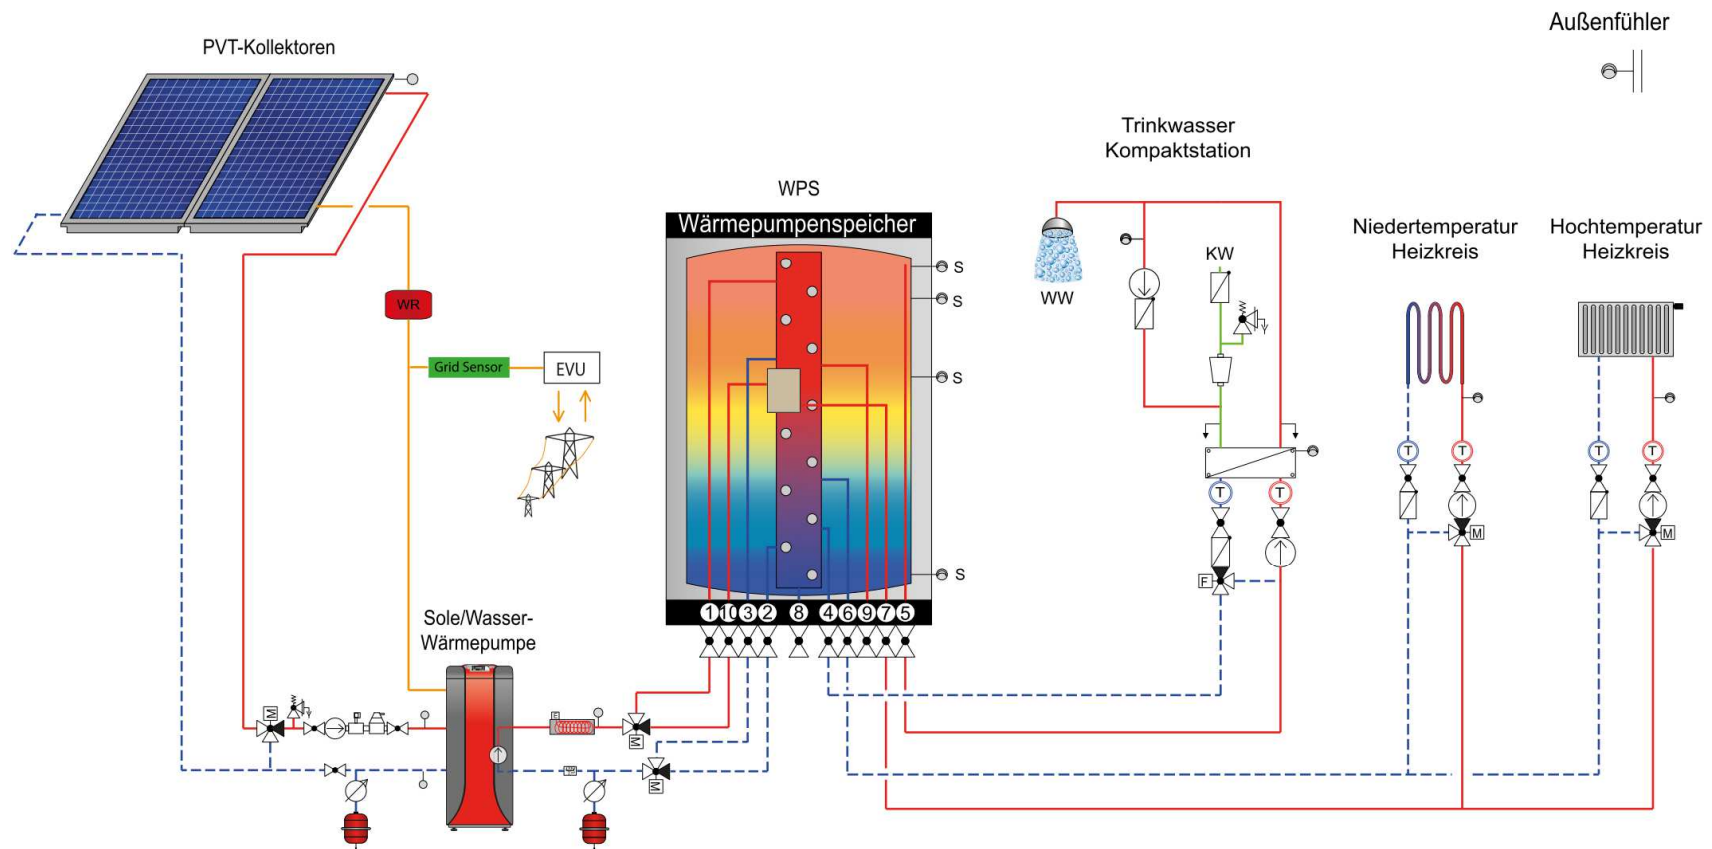 Außenfühler
PVT-Kollektoren
Trinkwasser
Kompaktstation
WPS
Wärmepumpenspeicher
Niedertemperatur
Heizkreis
Hochtemperatur
Heizkreis
KW
WW
S
S
S
S
WR
Grid Sensor
EVU
T
T
T
T
T
T
M
M
F
1 10 3 2 8 4 6 9 7 5
Sole/Wasser-
Wärmepumpe
M
M
M